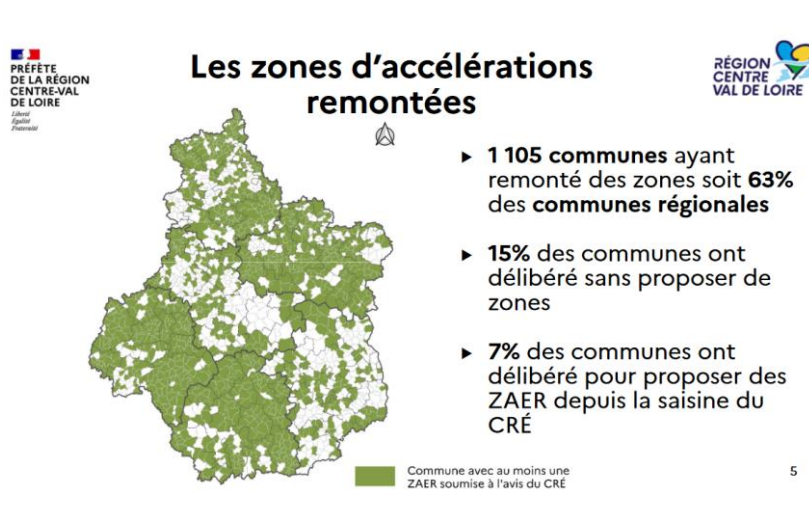 PRÉFÈTE
DE LA RÉGION
CENTRE-VAL
DE LOIRE
Liberté
Égalité
Fraternité
Les zones d’accélérations
remontées
RÉGION
CENTRE
VAL DE LOIRE
▶ 1 105 communes ayant
remonté des zones soit 63%
des communes régionales
▶ 15% des communes ont
délibéré sans proposer de
zones
▶ 7% des communes ont
délibéré pour proposer des
ZAER depuis la saisine du
CRÉ
Commune avec au moins une
ZAER soumise à l'avis du CRÉ
5